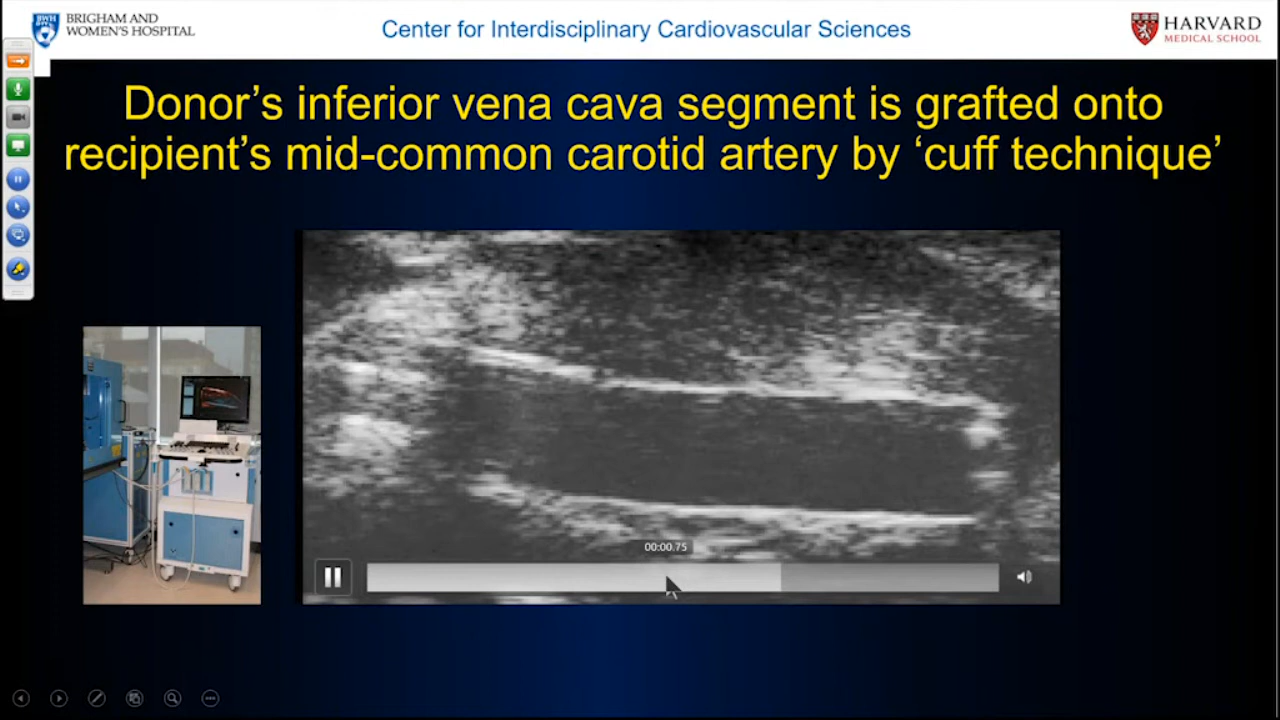 BWH
BRIGHAM AND
WOMEN'S HOSPITAL
Center for Interdisciplinary Cardiovascular Sciences
HARVARD
MEDICAL SCHOOL
Donor's inferior vena cava segment is grafted onto
recipient's mid-common carotid artery by 'cuff technique'
00:00.75